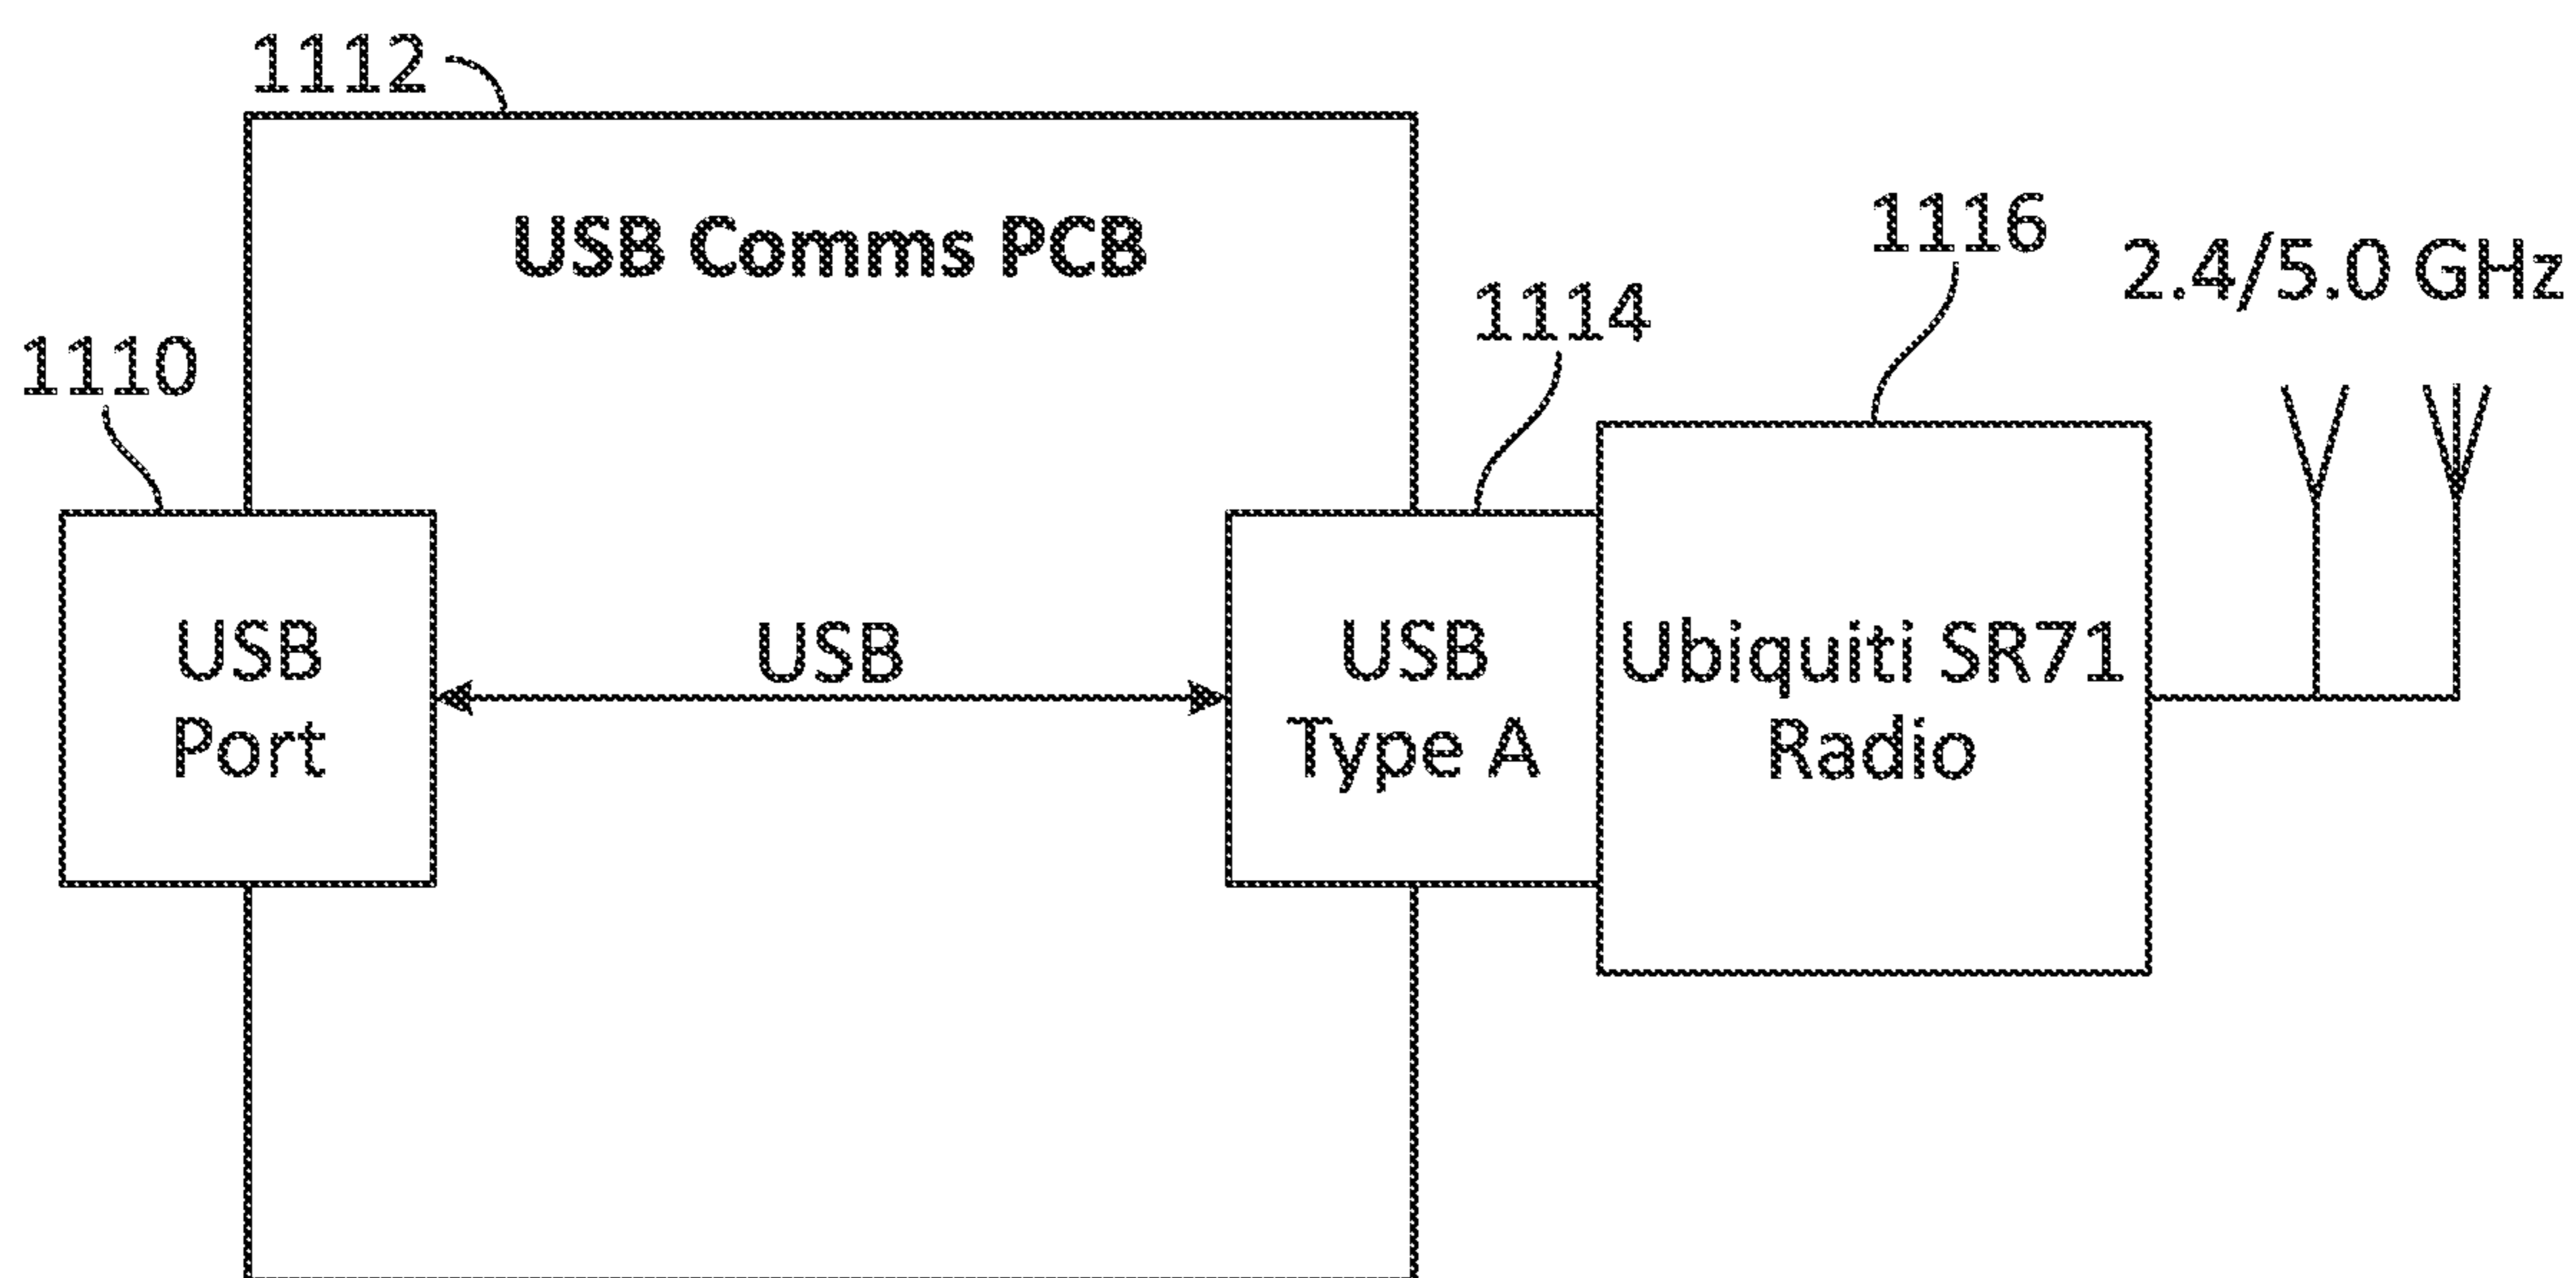 1112
USB Comms PCB
1116
2.4/5.0 GHz
1114
1110
USB
Port
USB
USB
Type A
Ubiquiti SR71
Radio